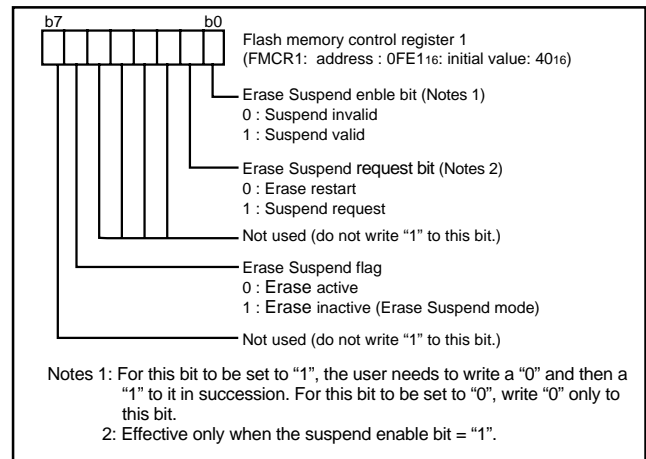 b7 b0
Flash memory control register 1
(FMCR1: address : 0FE116: initial value: 4016)
Erase Suspend enble bit (Notes 1)
0 : Suspend invalid
1 : Suspend valid
Erase Suspend request bit (Notes 2)
0 : Erase restart
1 : Suspend request
Not used (do not write “1” to this bit.)
Erase Suspend flag
0 : Erase active
1 : Erase inactive (Erase Suspend mode)
Not used (do not write “1” to this bit.)
Notes 1: For this bit to be set to “1”, the user needs to write a “0” and then a
“1” to it in succession. For this bit to be set to “0”, write “0” only to
this bit.
2: Effective only when the suspend enable bit = “1”.